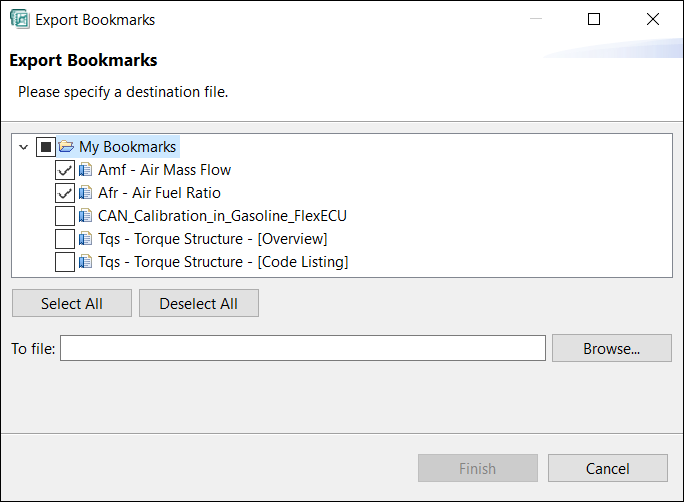 Export Bookmarks
Export Bookmarks
Please specify a destination file.
My Bookmarks
Amf - Air Mass Flow
Afr - Air Fuel Ratio
CAN_Calibration_in_Gasoline_FlexECU
Tqs - Torque Structure - [Overview]
Tqs - Torque Structure - [Code Listing]
Select All Deselect All
To file: Browse...
Finish Cancel